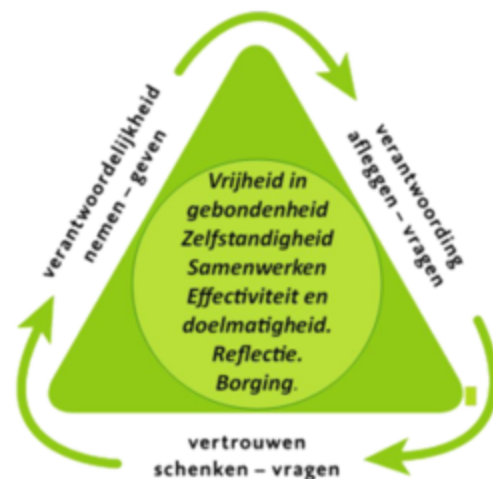 verantwoordelijkheid
nemen – geven
verantwoording
afleggen – vragen
Vrijheid in
gebondenheid
Zelfstandigheid
Samenwerken
Effectiviteit en
doelmatigheid.
Reflectie.
Borging.
vertrouwen
schenken – vragen